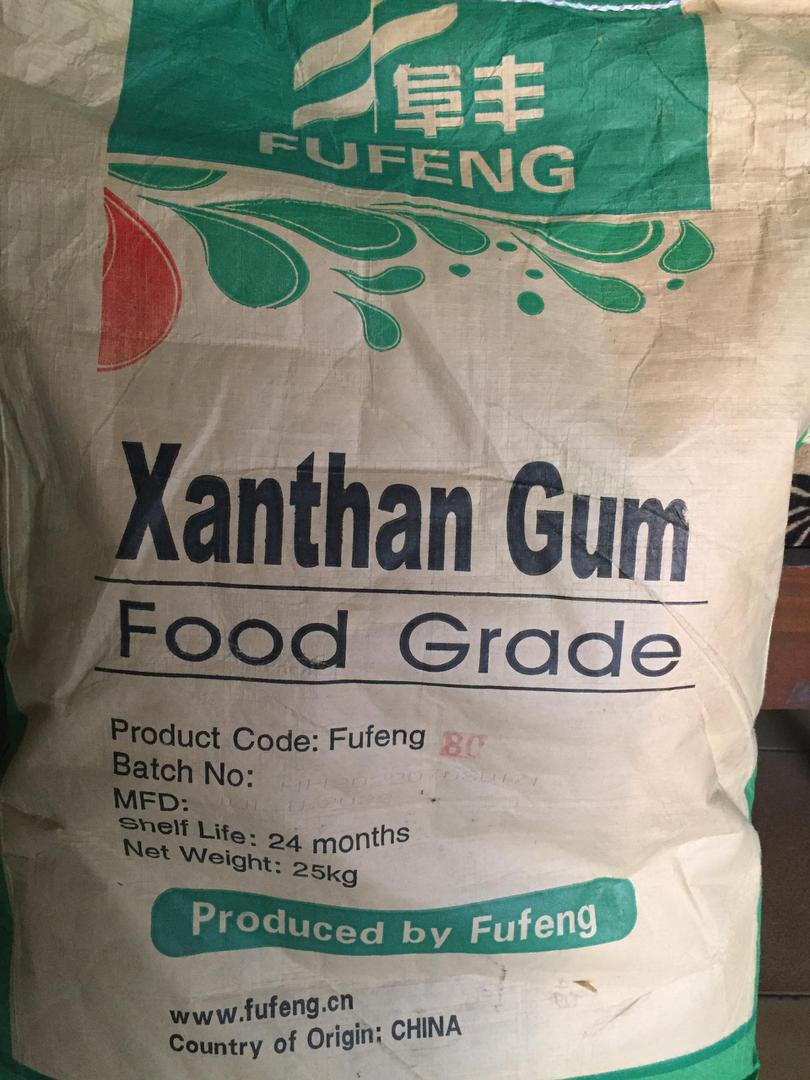 阜丰
FUFENG
Xanthan Gum
Food Grade
Product Code: Fufeng 80
Batch No:
MFD:
Shelf Life: 24 months
Net Weight: 25kg
Produced by Fufeng
www.fufeng.cn
Country of Origin: CHINA